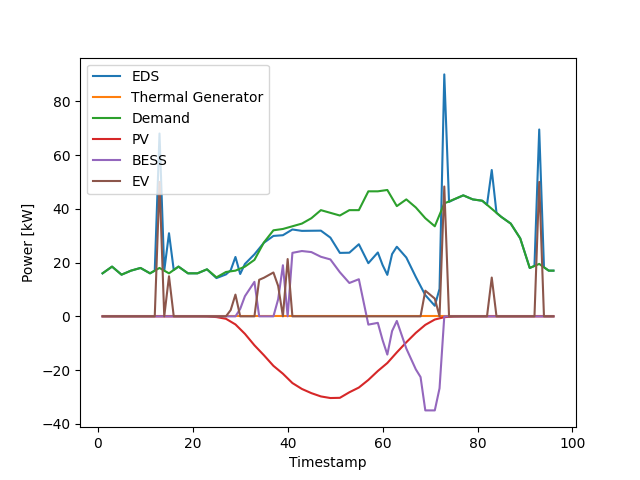 EDS
Thermal Generator
Demand
PV
BESS
EV
Power [kW]
80
60
40
20
0
−20
−40
0 20 40 60 80 100
Timestamp